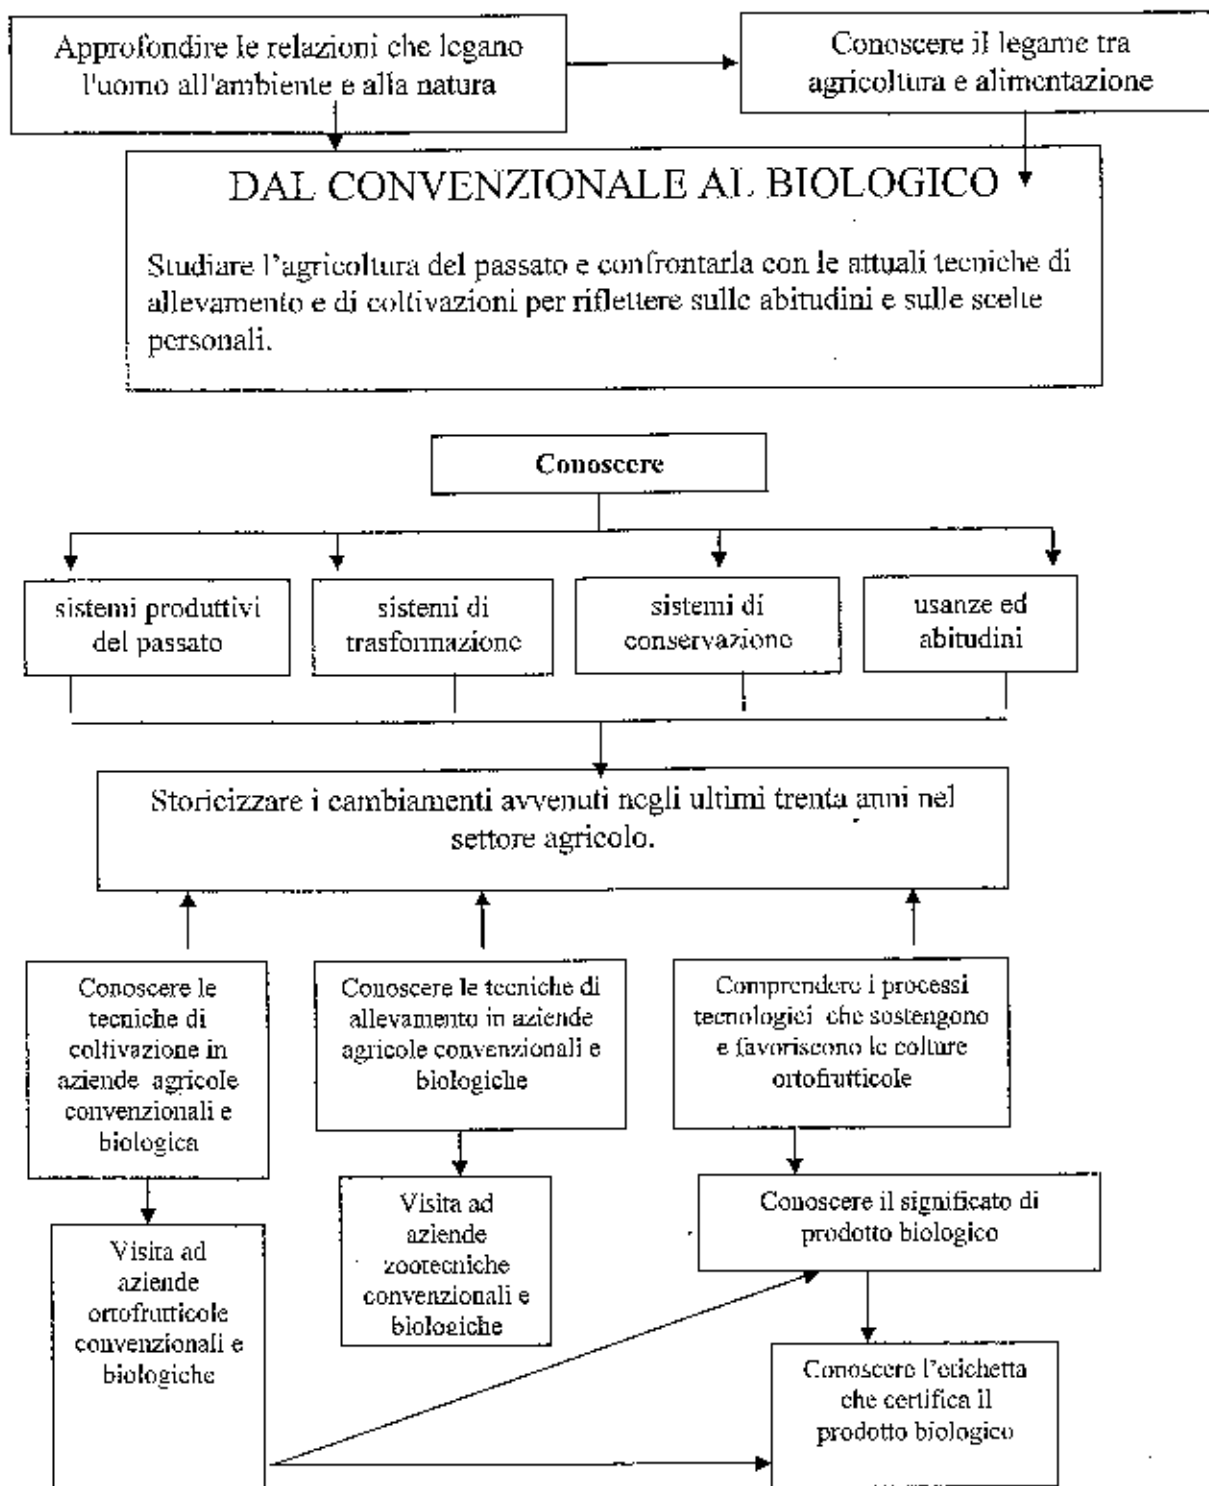 Approfondire le relazioni che legano
l'uomo all'ambiente e alla natura
Conoscere il legame tra
agricoltura e alimentazione
DAL CONVENZIONALE AL BIOLOGICO
Studiare l'agricoltura del passato e confrontarla con le attuali tecniche di
allevamento e di coltivazioni per riflettere sulle abitudini e sulle scelte
personali.
Conoscere
sistemi produttivi
del passato
sistemi di
trasformazione
sistemi di
conservazione
usanze ed
abitudini
Storicizzare i cambiamenti avvenuti negli ultimi trenta anni nel
settore agricolo.
Conoscere le
tecniche di
coltivazione in
aziende agricole
convenzionali e
biologica
Conoscere le tecniche di
allevamento in aziende
agricole convenzionali e
biologiche
Comprendere i processi
tecnologici che sostengono
e favoriscono le colture
ortofrutticole
Visita ad
aziende
ortofrutticole
convenzionali e
biologiche
Visita ad
aziende
zootecniche
convenzionali e
biologiche
Conoscere il significato di
prodotto biologico
Conoscere l'etichetta
che certifica il
prodotto biologico